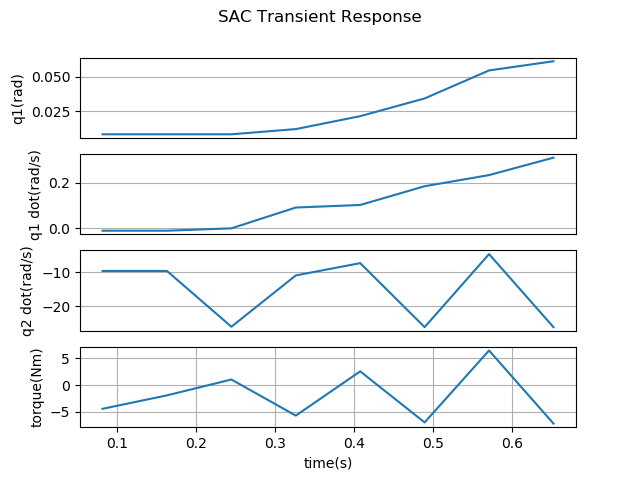 SAC Transient Response
q1(rad)
0.050
0.025
q1 dot(rad/s)
0.2
0.0
q2 dot(rad/s)
−10
−20
torque(Nm)
5
0
−5
0.1 0.2 0.3 0.4 0.5 0.6
time(s)